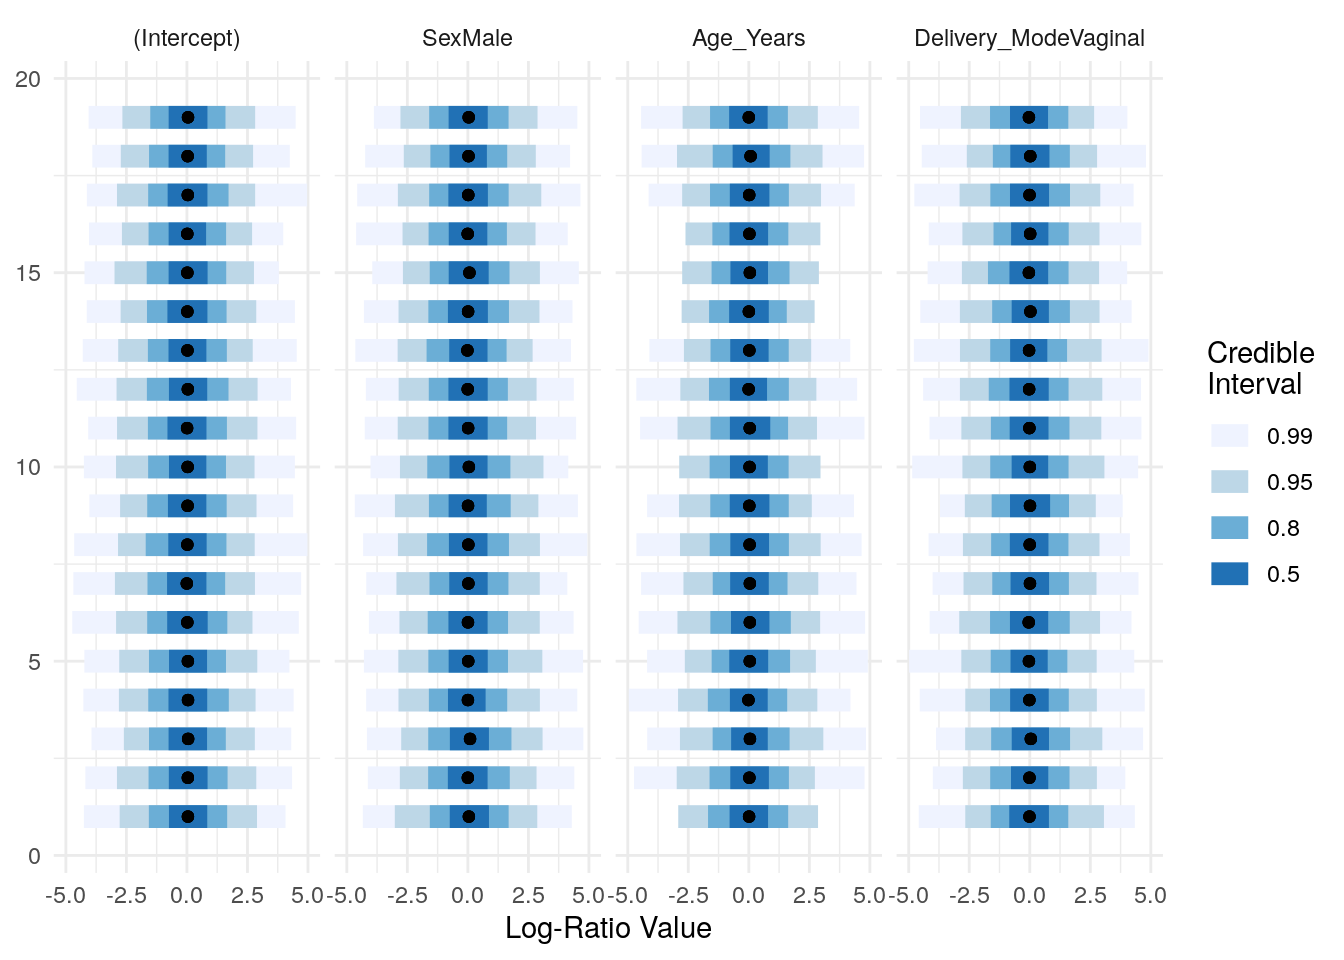 (Intercept) SexMale Age_Years Delivery_ModeVaginal
20
15
10
5
0
-5.0 -2.5 0.0 2.5 5.0 -5.0 -2.5 0.0 2.5 5.0 -5.0 -2.5 0.0 2.5 5.0 -5.0 -2.5 0.0 2.5 5.0
Log-Ratio Value
Credible
Interval
0.99
0.95
0.8
0.5